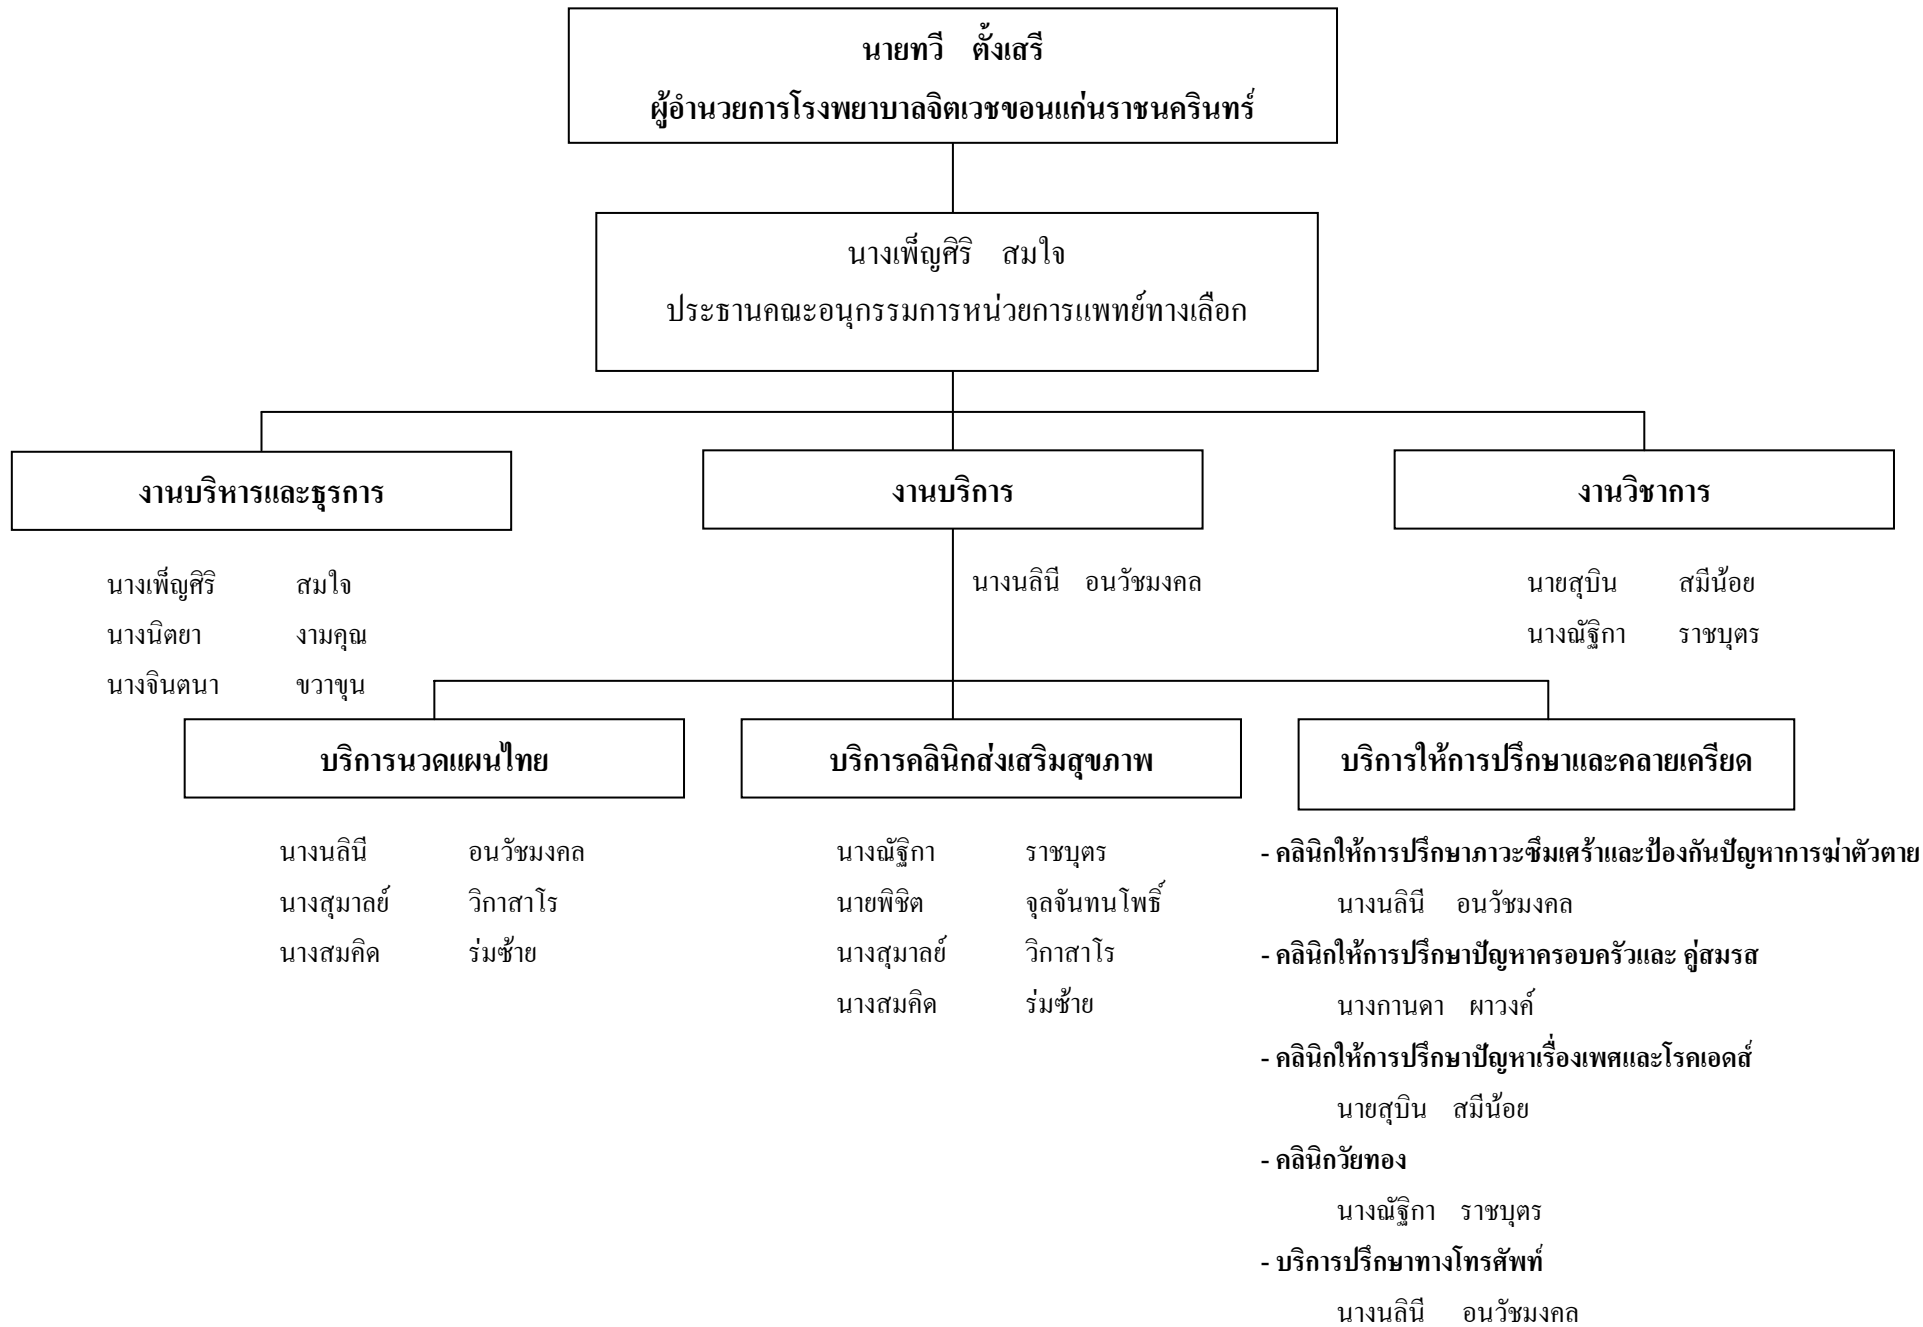 นายทวี ตั้งเสรี
ผู้อำนวยการโรงพยาบาลจิตเวชขอนแก่นราชนครินทร์
นางเพ็ญศิริ สมใจ
ประธานคณะอนุกรรมการหน่วยการแพทย์ทางเลือก
งานบริหารและธุรการ
นางเพ็ญศิริ สมใจ
นางนิตยา งามคุณ
นางจินตนา ขวาขุน
งานบริการ
นางนลินี อนวัชมงคล
งานวิชาการ
นายสุบิน สมีน้อย
นางณัฐิกา ราชบุตร
บริการนวดแผนไทย
นางนลินี อนวัชมงคล
นางสุมาลย์ วิกาสาโร
นางสมคิด ร่มซ้าย
บริการคลินิกส่งเสริมสุขภาพ
นางณัฐิกา ราชบุตร
นายพิชิต จุลจันทนโพธิ์
นางสุมาลย์ วิกาสาโร
นางสมคิด ร่มซ้าย
บริการให้การปรึกษาและคลายเครียด
- คลินิกให้การปรึกษาภาวะซึมเศร้าและป้องกันปัญหาการฆ่าตัวตาย
นางนลินี อนวัชมงคล
- คลินิกให้การปรึกษาปัญหาครอบครัวและ คู่สมรส
นางกานดา ผาวงค์
- คลินิกให้การปรึกษาปัญหาเรื่องเพศและโรคเอดส์
นายสุบิน สมีน้อย
- คลินิกวัยทอง
นางณัฐิกา ราชบุตร
- บริการปรึกษาทางโทรศัพท์
นางนลินี อนวัชมงคล